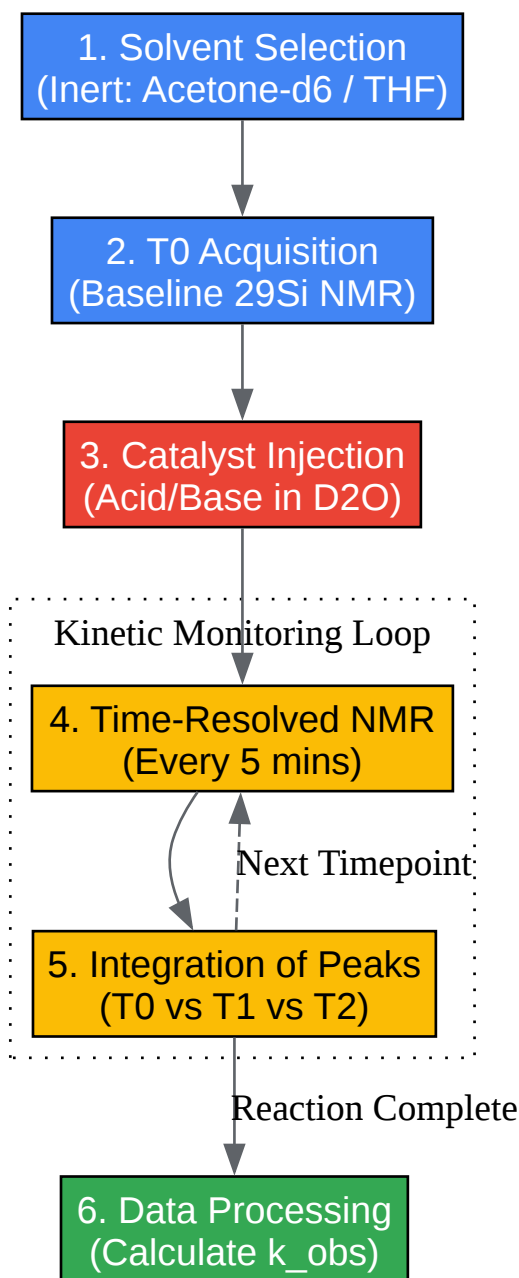 1. Solvent Selection
(Inert: Acetone-d6 / THF)
2. T0 Acquisition
(Baseline 29Si NMR)
3. Catalyst Injection
(Acid/Base in D2O)
Kinetic Monitoring Loop
4. Time-Resolved NMR
(Every 5 mins)
Next Timepoint
5. Integration of Peaks
(T0 vs T1 vs T2)
Reaction Complete
6. Data Processing
(Calculate k_obs)